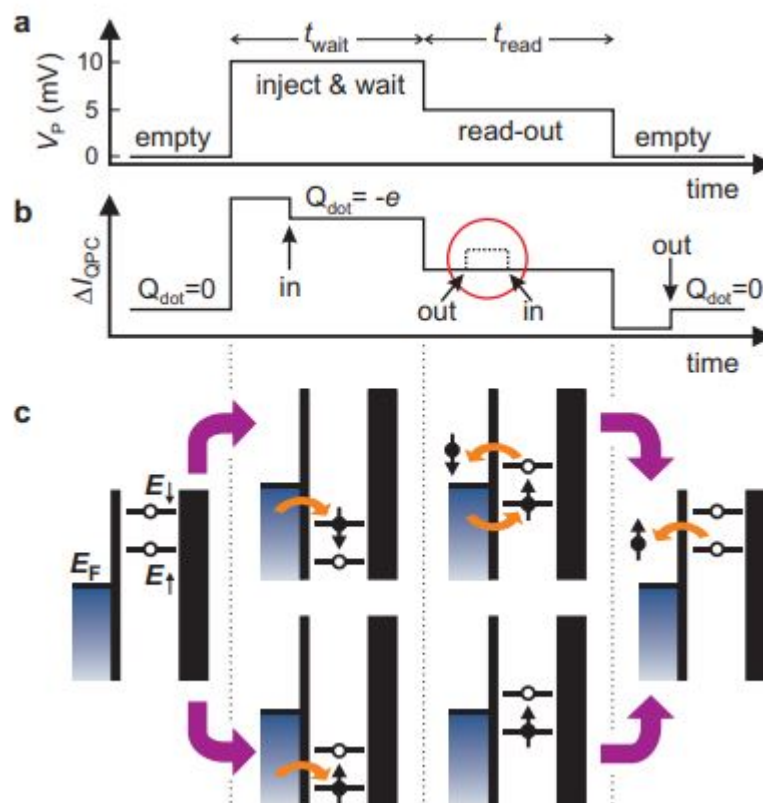 a
t_wait
t_read
10
5
0
V_P (mV)
inject & wait
empty
read-out
empty
time
b
Q_dot= -e
out
ΔI_QPC
Q_dot=0
in
out
in
Q_dot=0
time
c
E↓
E_F
E↑